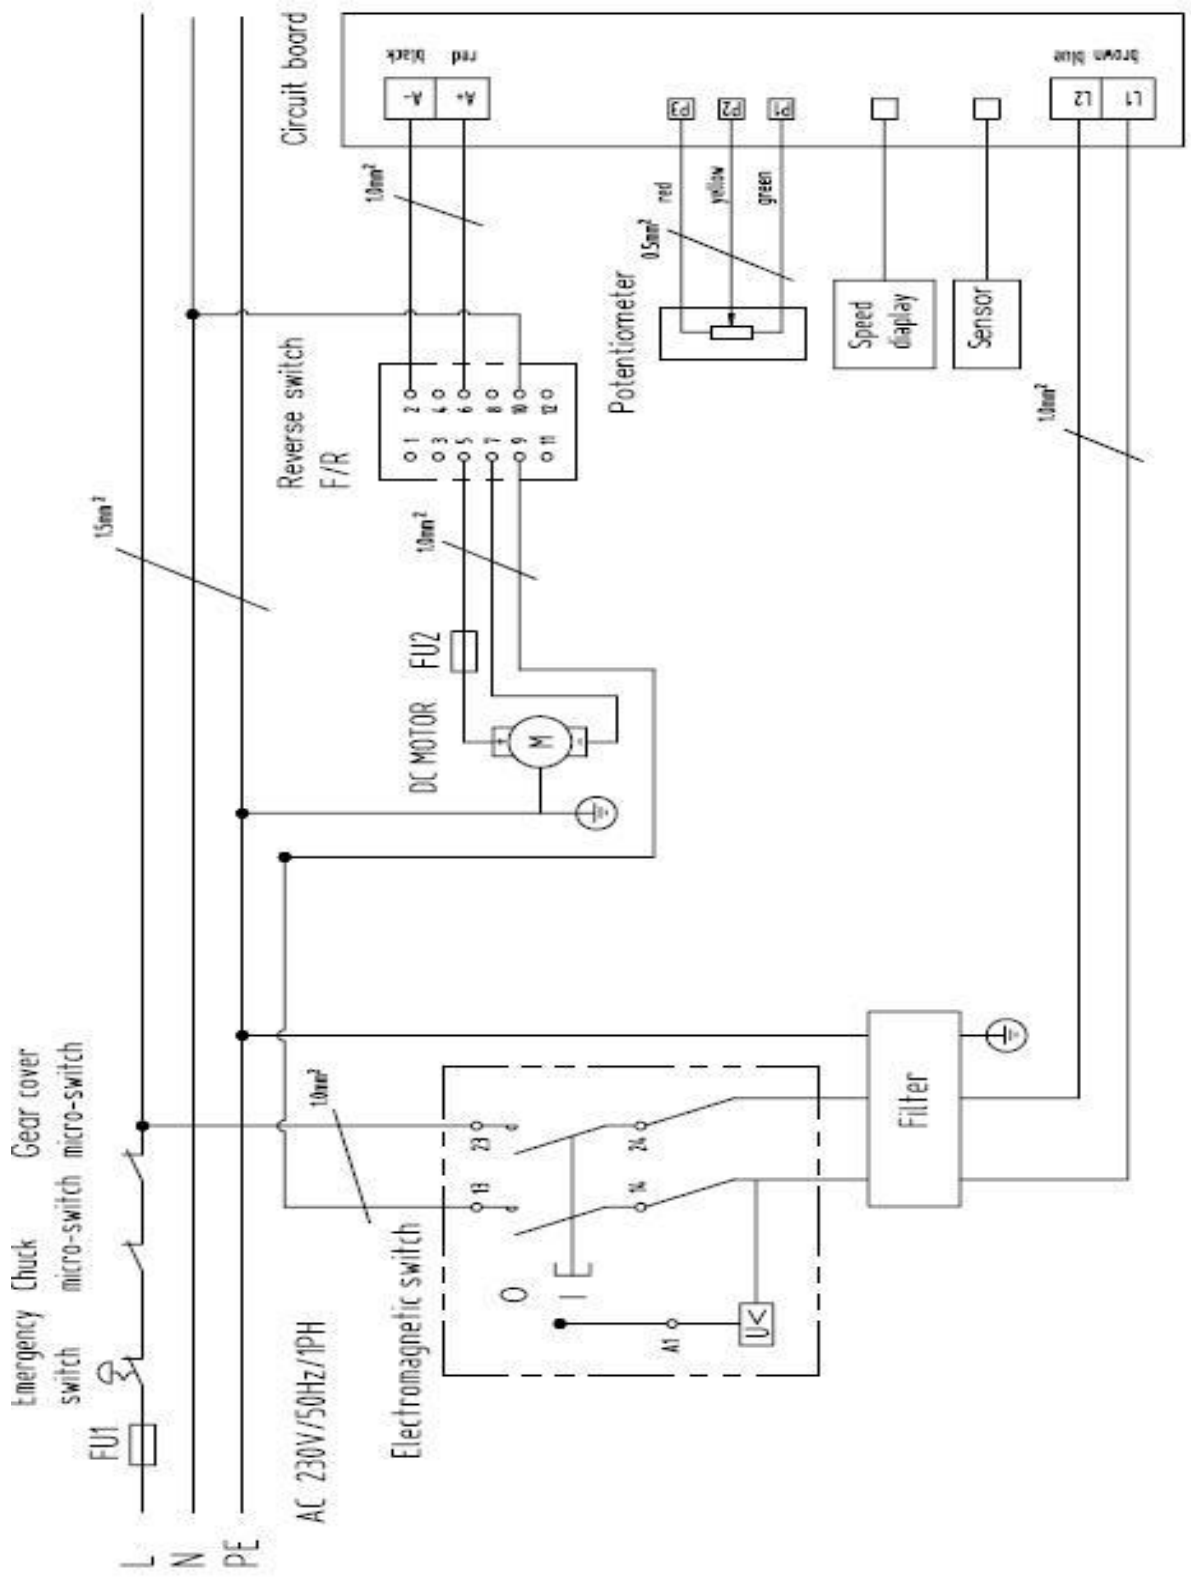 L
N
PE
FU1
Emergency
switch
Chuck
micro-switch
Gear cover
micro-switch
AC 230V/50Hz/1PH
1.5mm²
1.0mm²
Electromagnetic switch
13
23
14
24
O
I
A1
U<
Filter
DC MOTOR
M
+
-
FU2
1.0mm²
Reverse switch
F/R
1 2
3 4
5 6
7 8
9 10
11 12
1.0mm²
Circuit board
A- black
A+ red
Potentiometer
0.5mm²
red
yellow
green
P3
P2
P1
Speed
diaplay
Sensor
1.0mm²
L2 blue
L1 brown